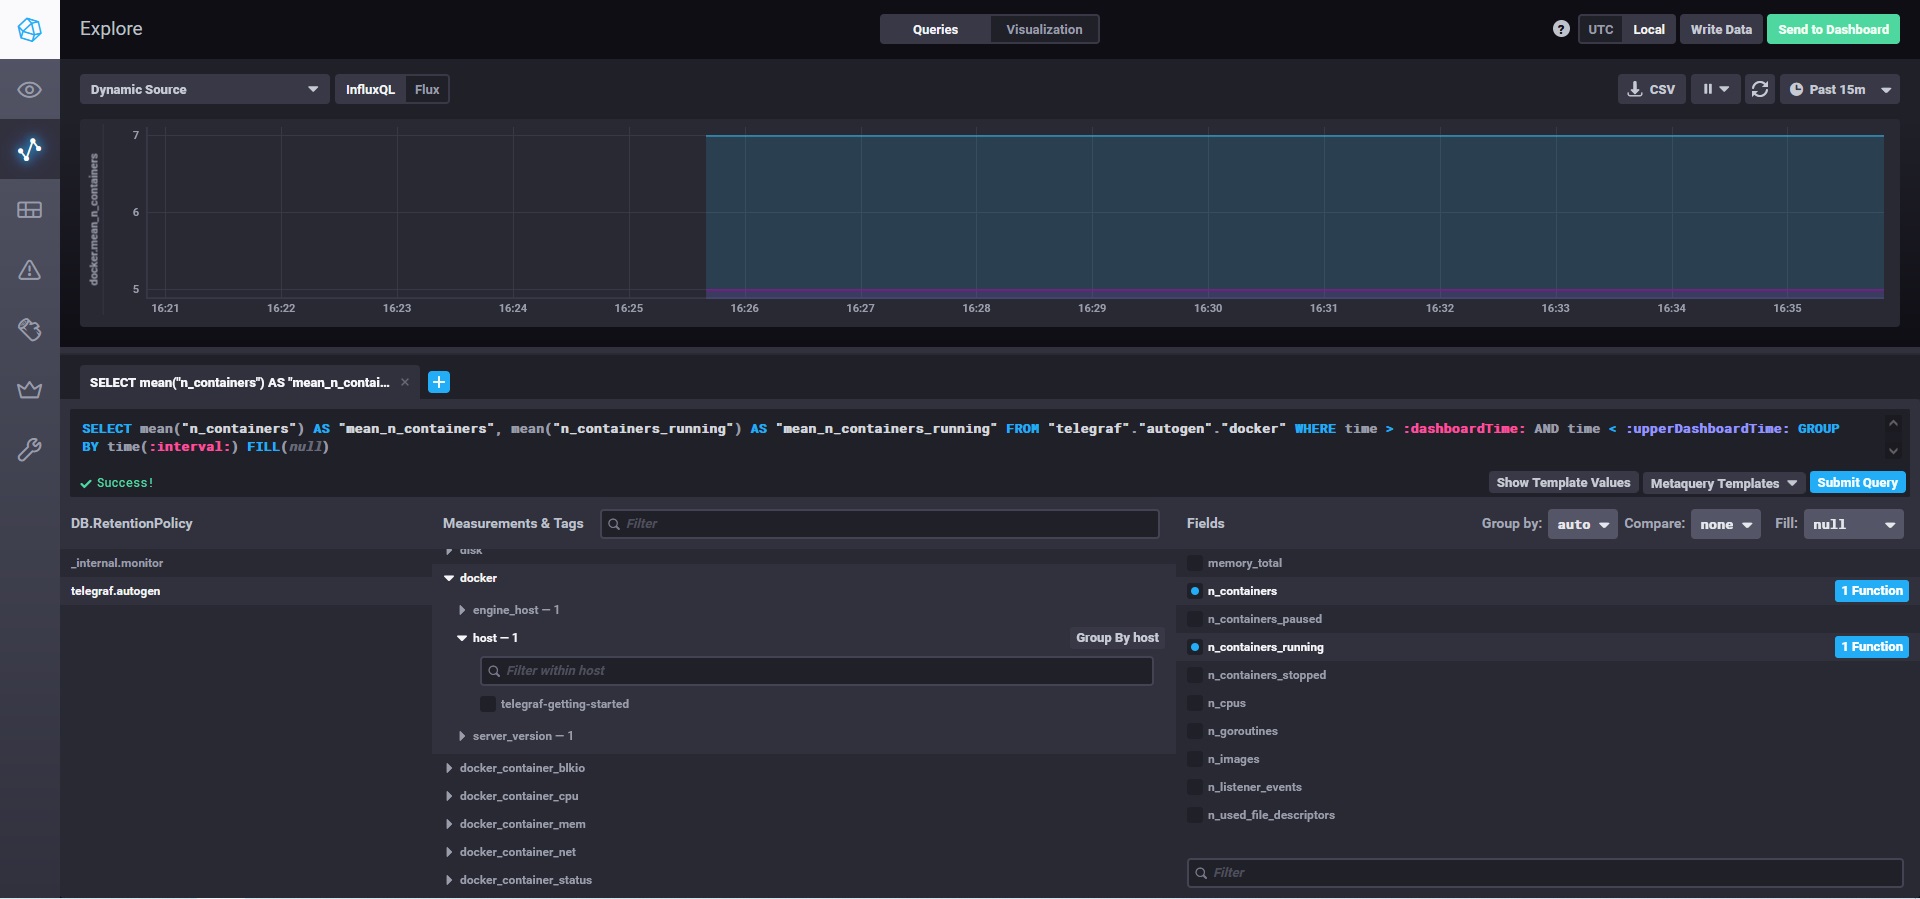 Explore
Queries
Visualization
?
UTC
Local
Write Data
Send to Dashboard
Dynamic Source
InfluxQL
Flux
CSV
Past 15m
docker.mean_n_containers
7
6
5
16:21
16:22
16:23
16:24
16:25
16:26
16:27
16:28
16:29
16:30
16:31
16:32
16:33
16:34
16:35
SELECT mean("n_containers") AS "mean_n_contai...
SELECT mean("n_containers") AS "mean_n_containers", mean("n_containers_running") AS "mean_n_containers_running" FROM "telegraf"."autogen"."docker" WHERE time > :dashboardTime: AND time < :upperDashboardTime: GROUP
BY time(:interval:) FILL(null)
Success!
Show Template Values
Metaquery Templates
Submit Query
DB.RetentionPolicy
_internal.monitor
telegraf.autogen
Measurements & Tags
Filter
disk
docker
engine_host — 1
host — 1
Group By host
Filter within host
telegraf-getting-started
server_version — 1
docker_container_blkio
docker_container_cpu
docker_container_mem
docker_container_net
docker_container_status
Fields
Group by:
auto
Compare:
none
Fill:
null
memory_total
n_containers
1 Function
n_containers_paused
n_containers_running
1 Function
n_containers_stopped
n_cpus
n_goroutines
n_images
n_listener_events
n_used_file_descriptors
Filter